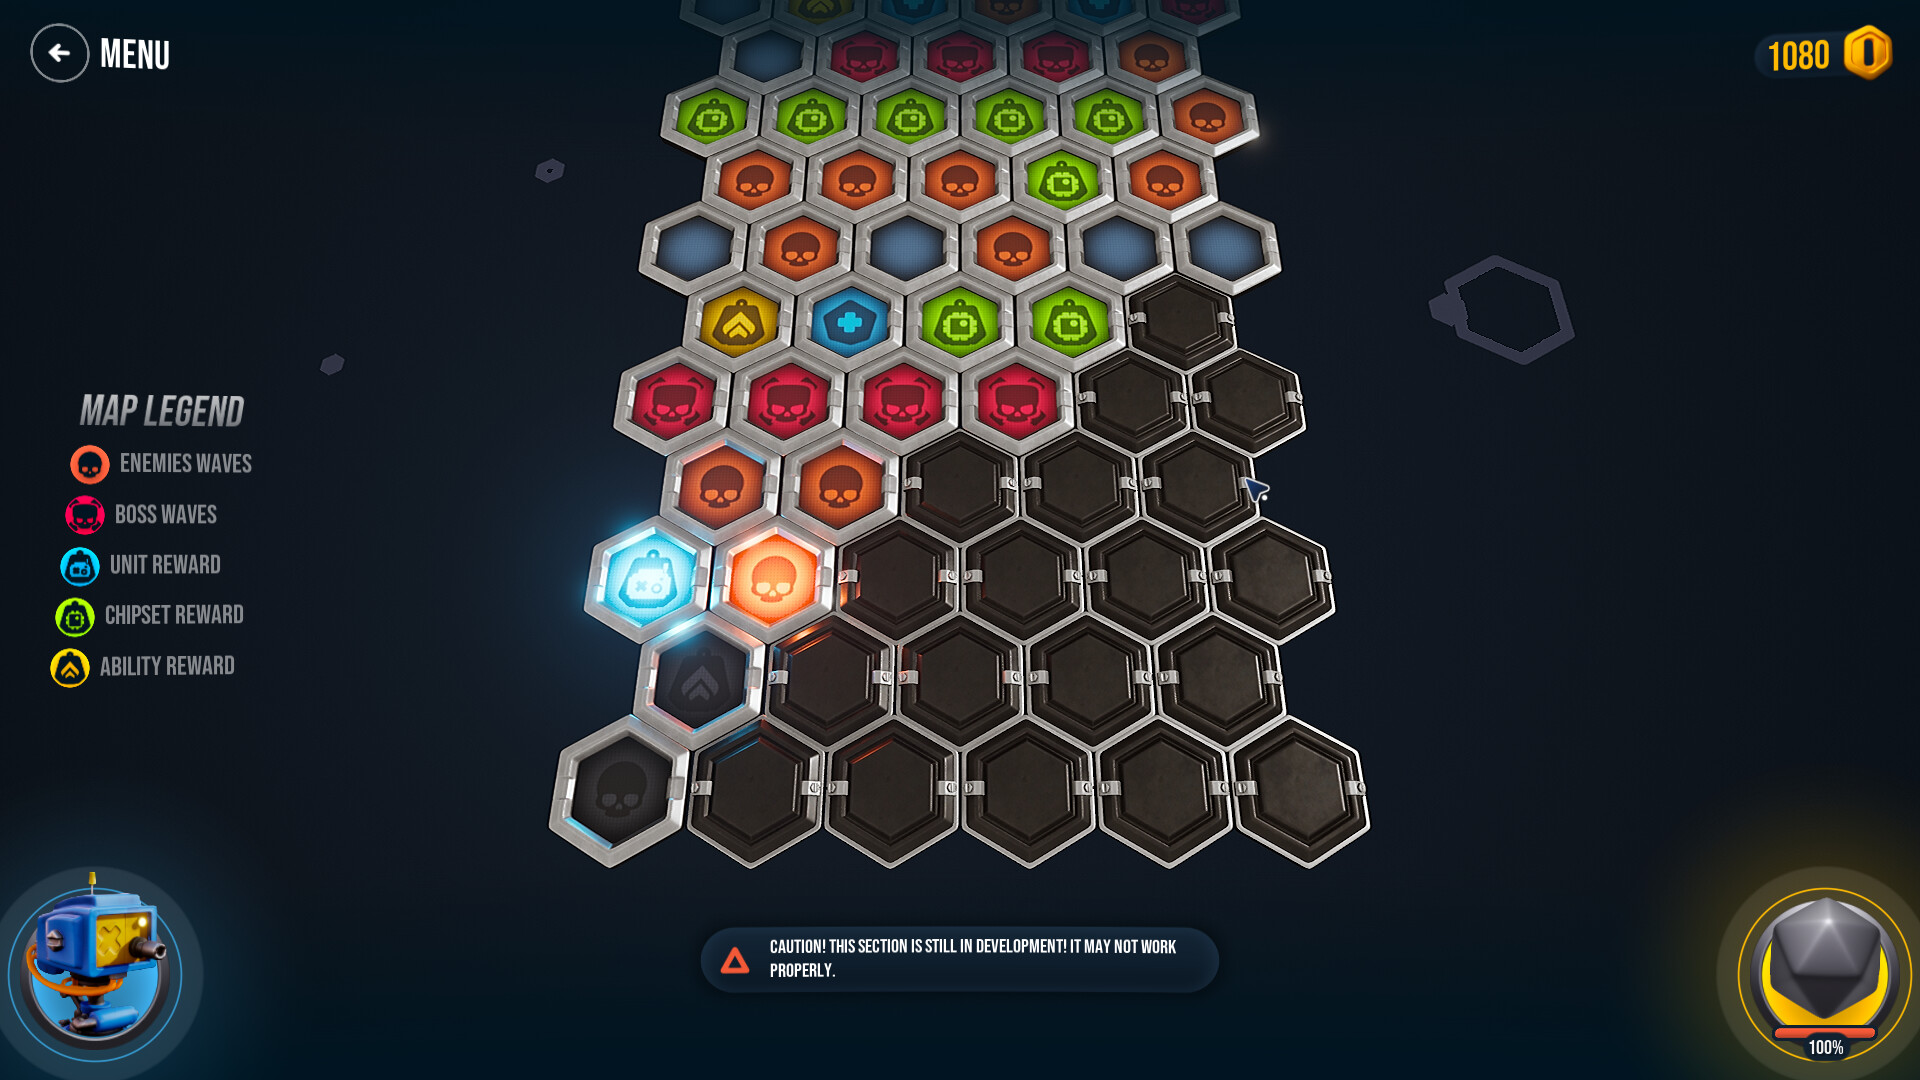 MENU
1080
MAP LEGEND
ENEMIES WAVES
BOSS WAVES
UNIT REWARD
CHIPSET REWARD
ABILITY REWARD
CAUTION! THIS SECTION IS STILL IN DEVELOPMENT! IT MAY NOT WORK
PROPERLY.
100%